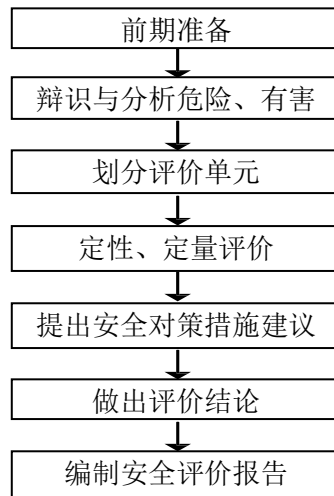 前期准备
辩识与分析危险、有害
划分评价单元
定性、定量评价
提出安全对策措施建议
做出评价结论
编制安全评价报告